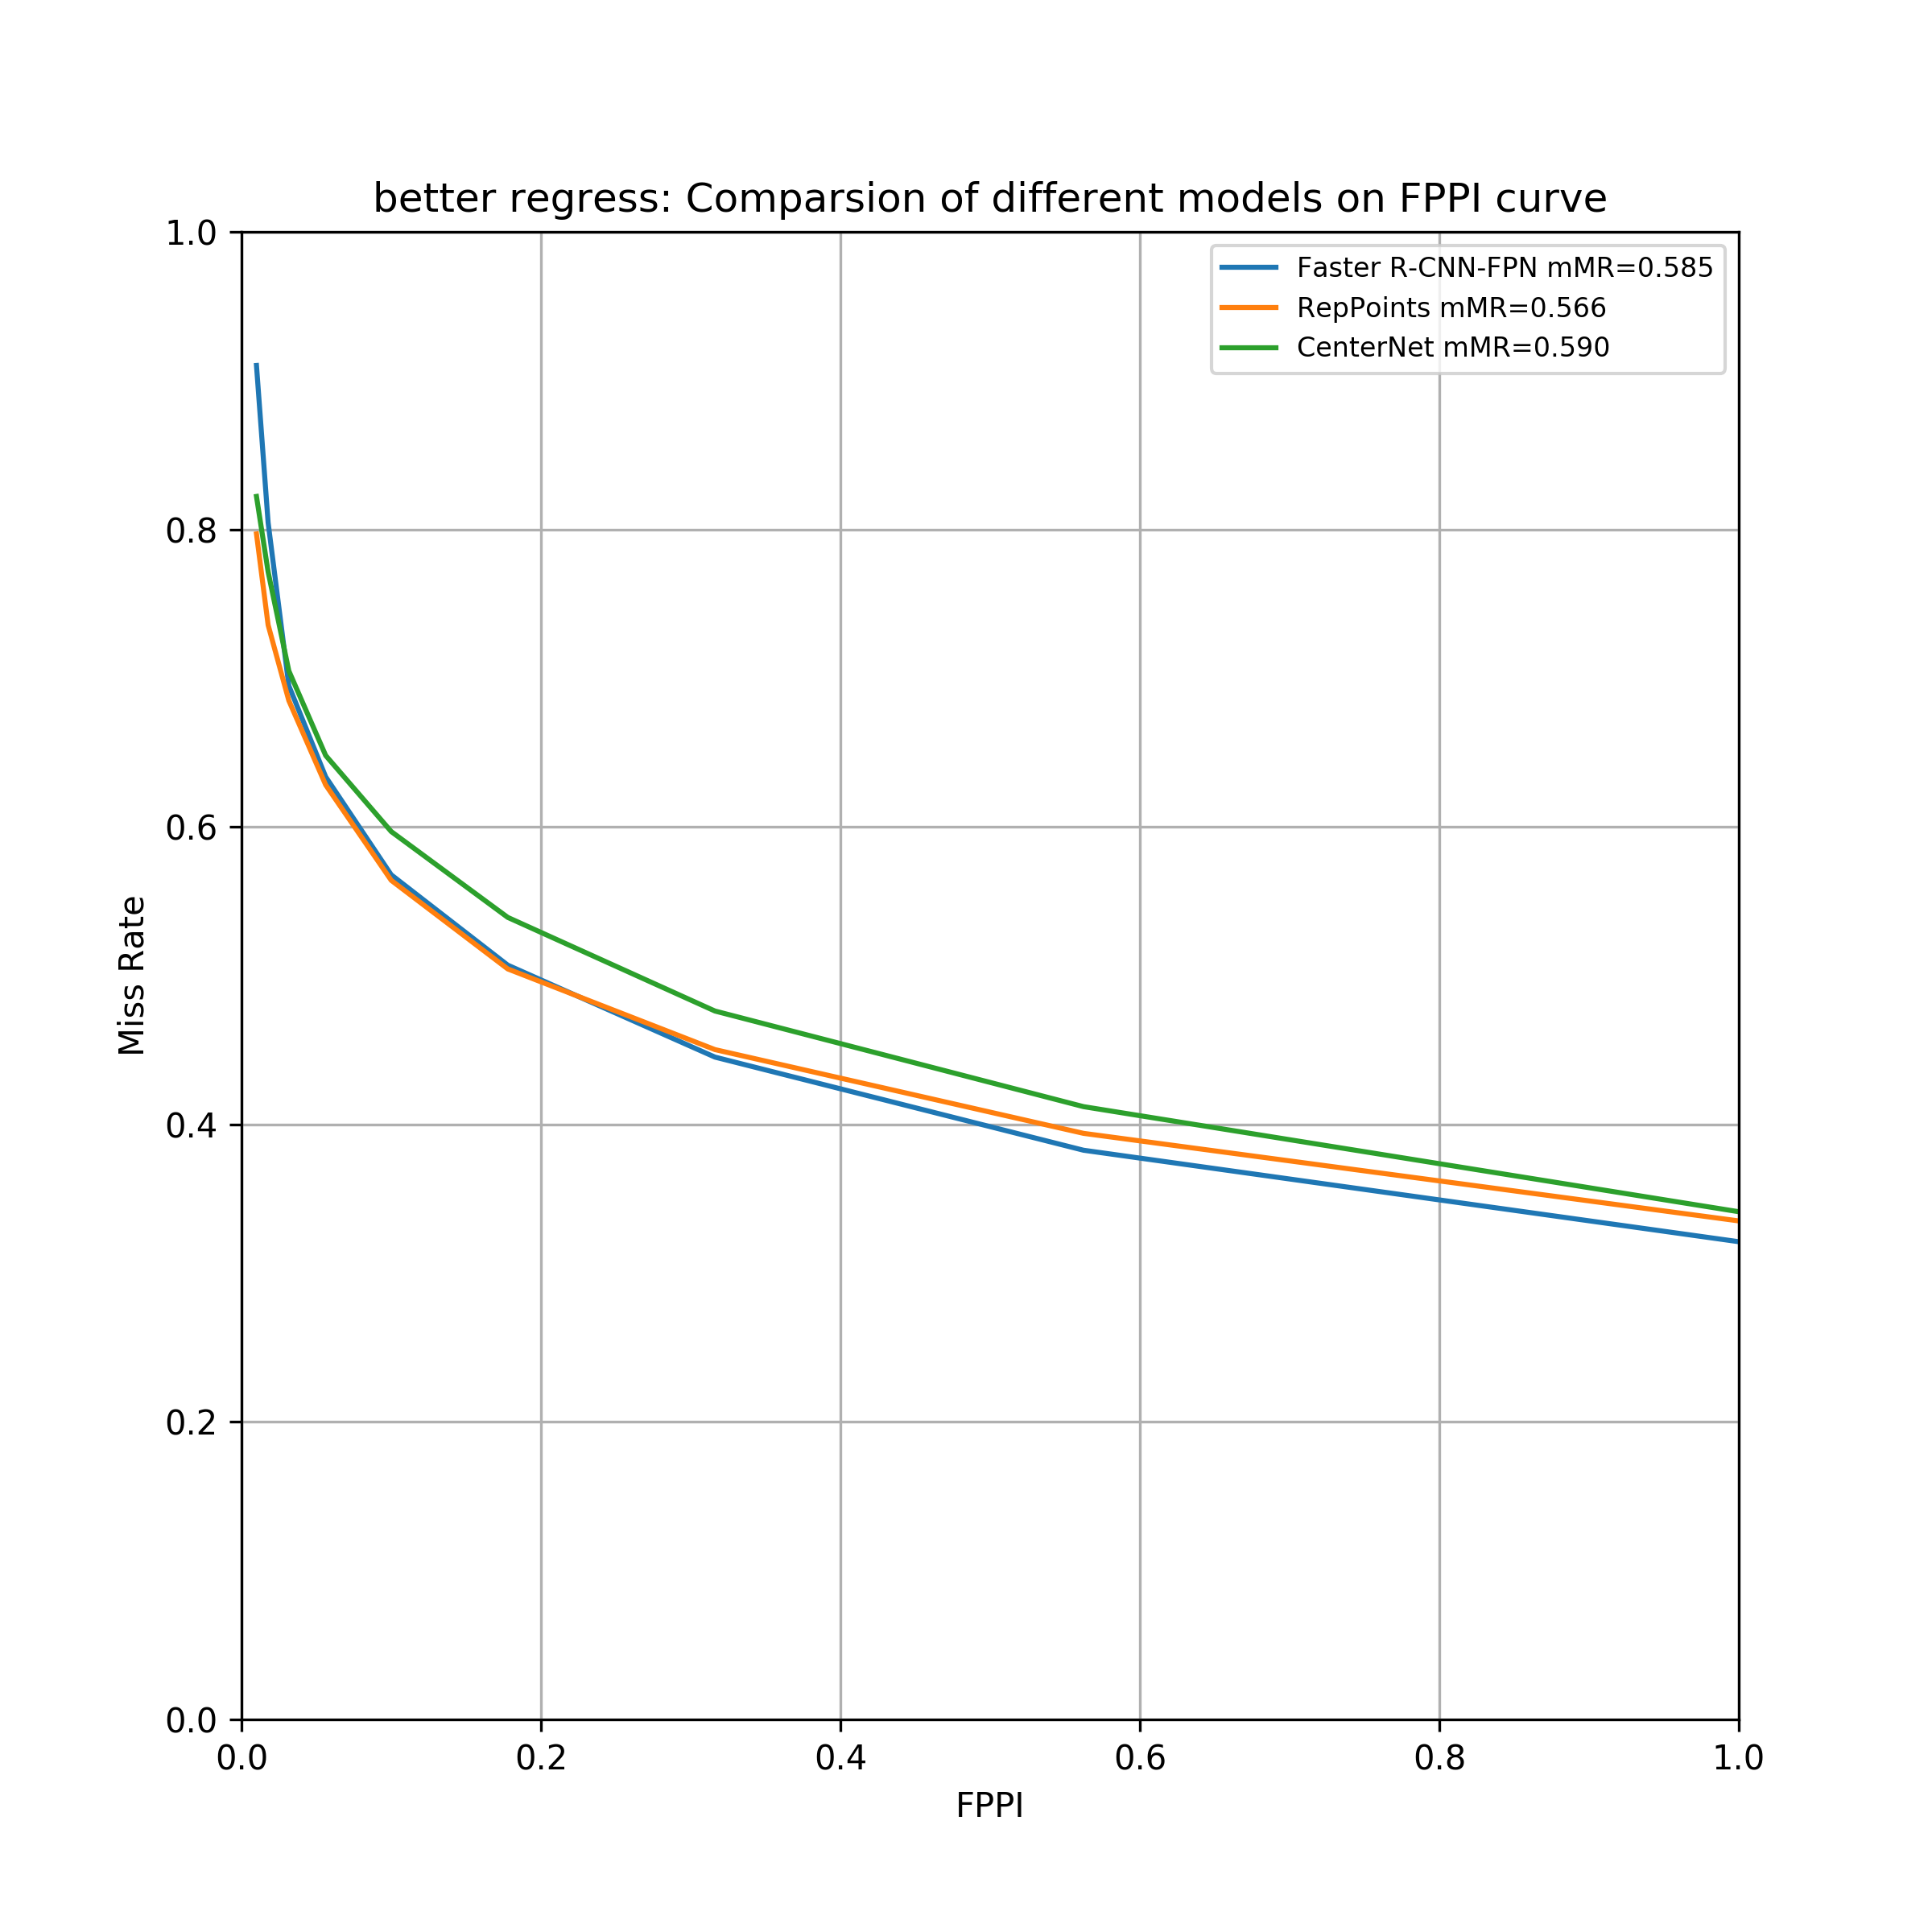 better regress: Comparsion of different models on FPPI curve
Faster R-CNN-FPN mMR=0.585
RepPoints mMR=0.566
CenterNet mMR=0.590
1.0
0.8
0.6
0.4
0.2
0.0
Miss Rate
0.0 0.2 0.4 0.6 0.8 1.0
FPPI